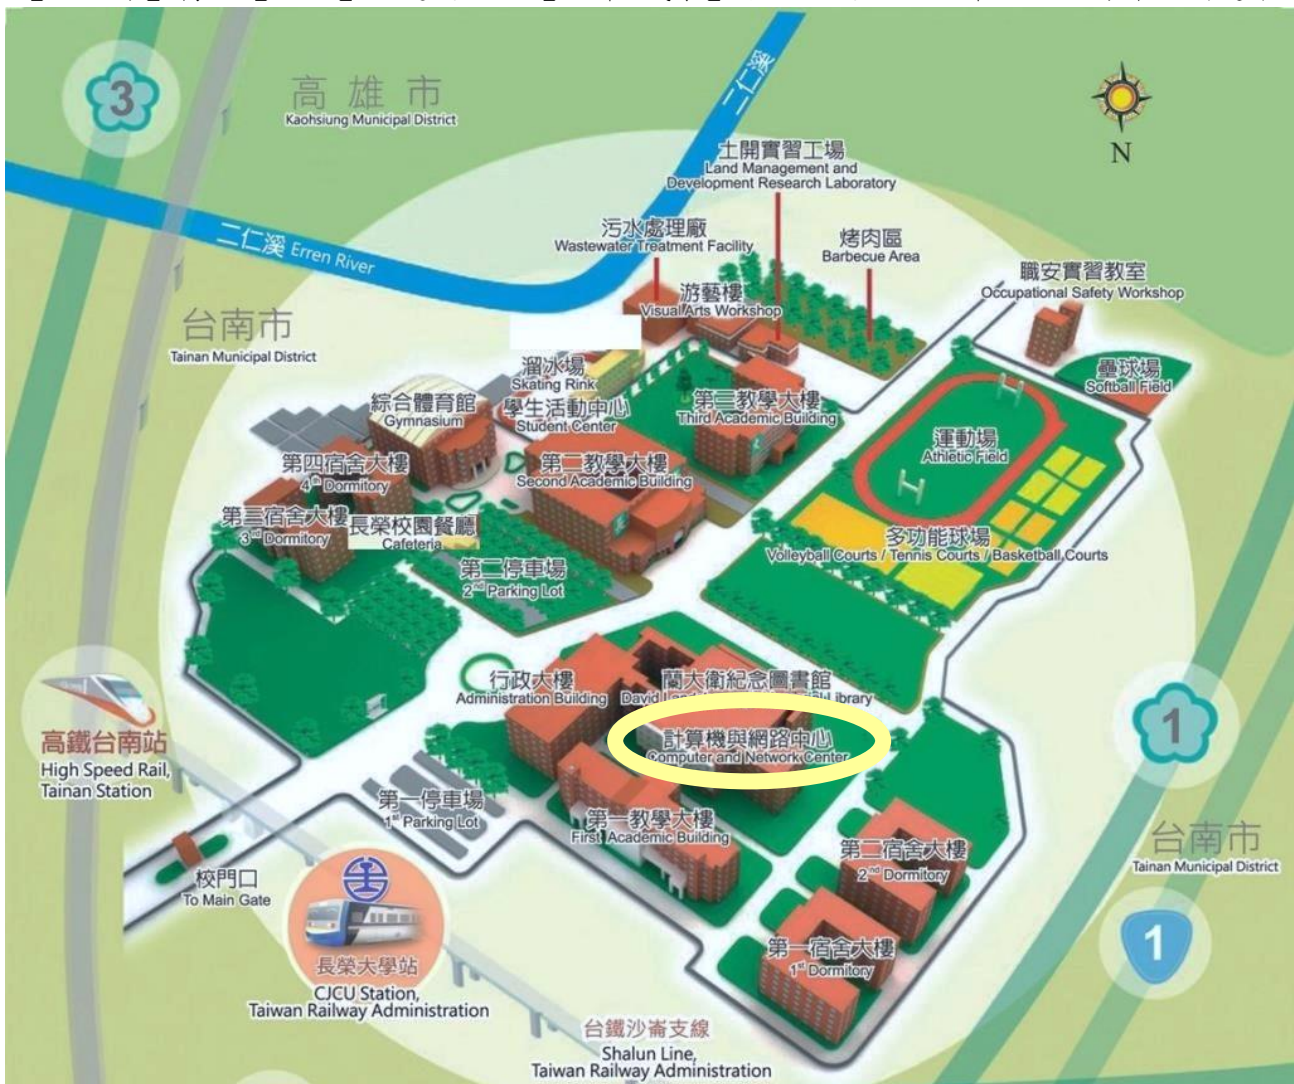 3
高雄市
Kaohsiung Municipal District
二仁溪
N
土開實習工場
Land Management and
Development Research Laboratory
污水處理廠
Wastewater Treatment Facility
烤肉區
Barbecue Area
二仁溪 Erren River
職安實習教室
Occupational Safety Workshop
游藝樓
Visual Arts Workshop
台南市
Tainan Municipal District
溜冰場
Skating Rink
壘球場
Softball Field
綜合體育館
Gymnasium
學生活動中心
Student Center
第三教學大樓
Third Academic Building
運動場
Athletic Field
第四宿舍大樓
4th Dormitory
第二教學大樓
Second Academic Building
第三宿舍大樓
3rd Dormitory
長榮校園餐廳
Cafeteria
多功能球場
Volleyball Courts / Tennis Courts / Basketball Courts
第二停車場
2nd Parking Lot
行政大樓
Administration Building
蘭大衛紀念圖書館
David Library
計算機與網路中心
Computer and Network Center
1
高鐵台南站
High Speed Rail,
Tainan Station
第一停車場
1st Parking Lot
第一教學大樓
First Academic Building
第二宿舍大樓
2nd Dormitory
台南市
Tainan Municipal District
校門口
To Main Gate
1
第一宿舍大樓
1st Dormitory
長榮大學站
CJCU Station,
Taiwan Railway Administration
台鐵沙崙支線
Shalun Line,
Taiwan Railway Administration